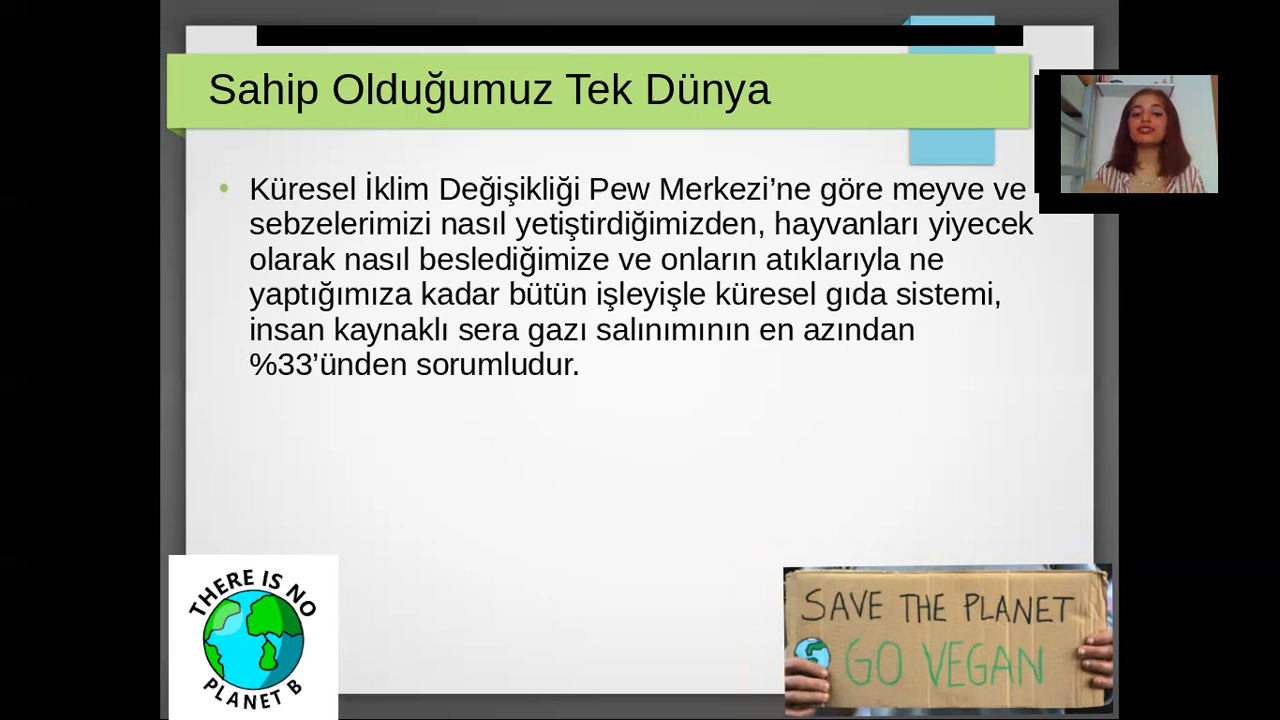 Sahip Olduğumuz Tek Dünya
Küresel İklim Değişikliği Pew Merkezi’ne göre meyve ve
sebzelerimizi nasıl yetiştirdiğimizden, hayvanları yiyecek
olarak nasıl beslediğimize ve onların atıklarıyla ne
yaptığımıza kadar bütün işleyişle küresel gıda sistemi,
insan kaynaklı sera gazı salınımının en azından
%33’ünden sorumludur.
THERE IS NO
PLANET B
SAVE THE PLANET
GO VEGAN